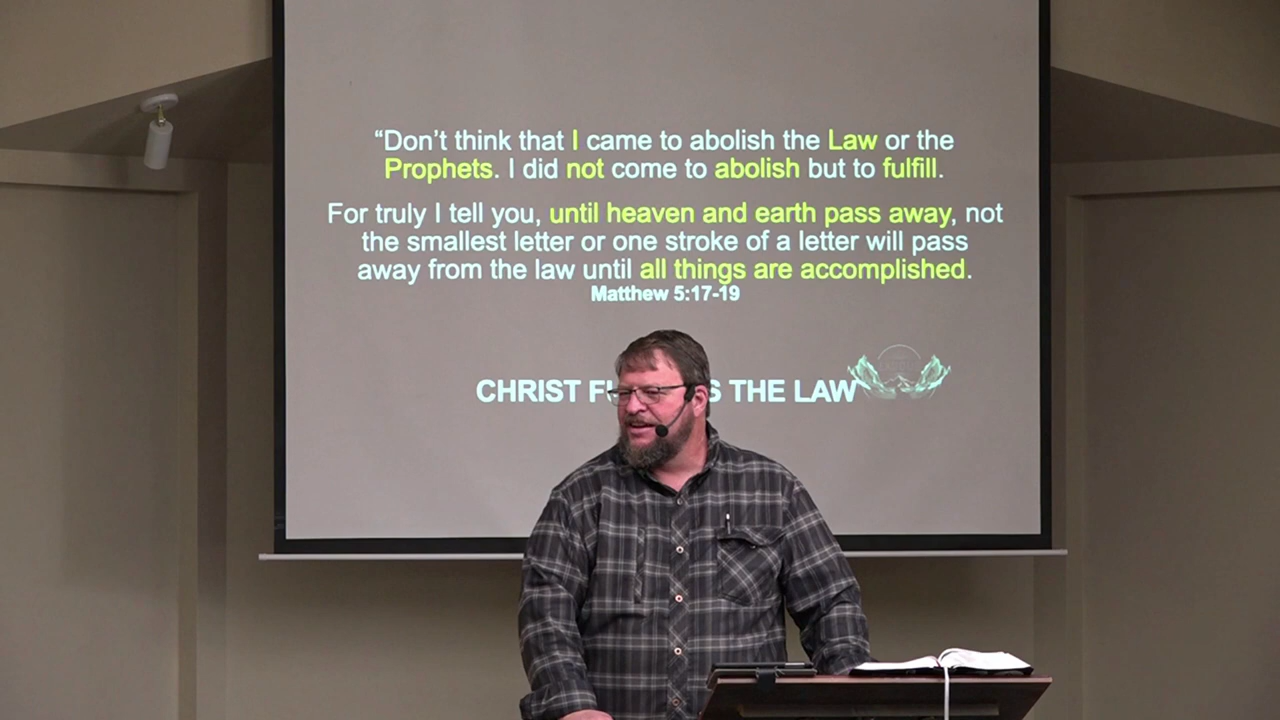 “Don’t think that I came to abolish the Law or the
Prophets. I did not come to abolish but to fulfill.
For truly I tell you, until heaven and earth pass away, not
the smallest letter or one stroke of a letter will pass
away from the law until all things are accomplished.
Matthew 5:17-19
CHRIST THE LAW